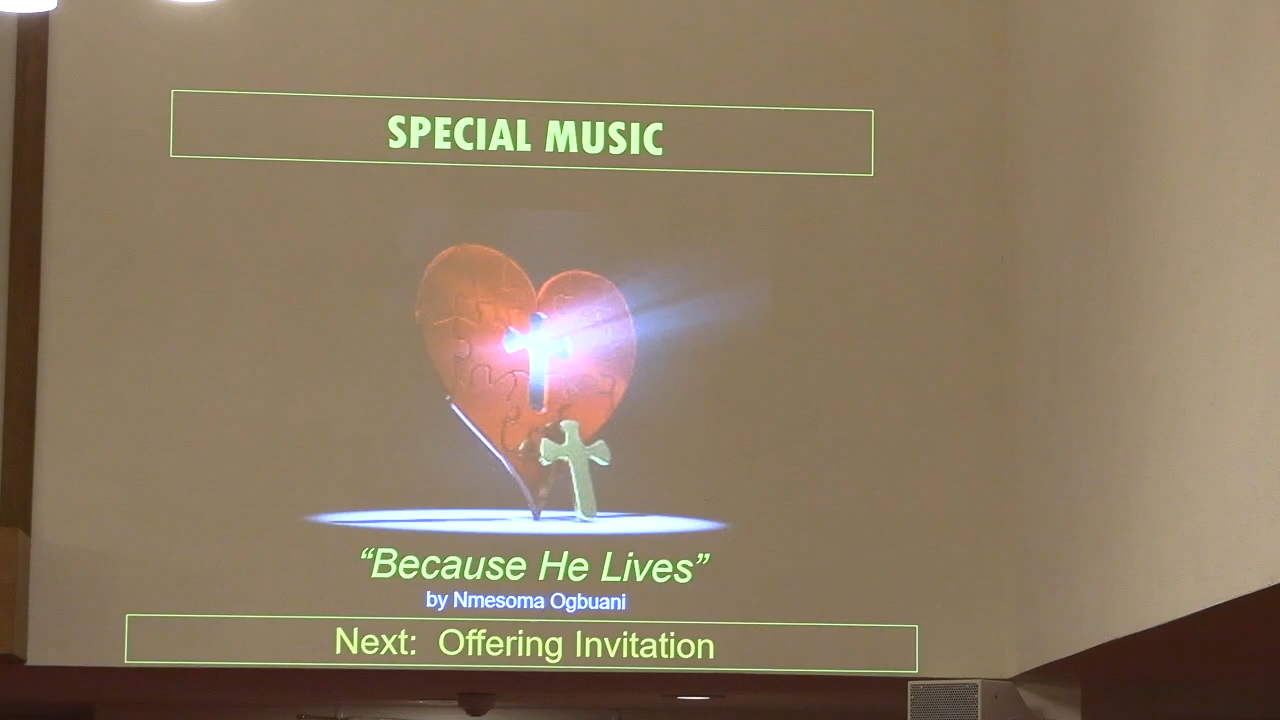 SPECIAL MUSIC
“Because He Lives”
by Nmesoma Ogbuani
Next: Offering Invitation